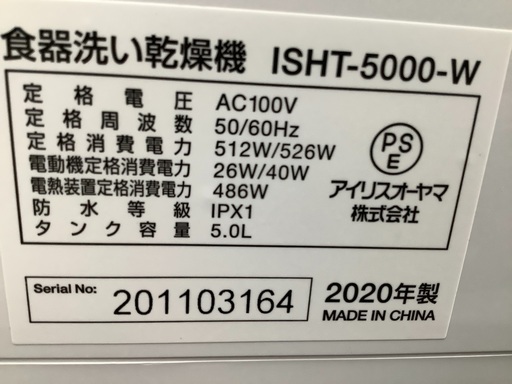 食器洗い乾燥機 ISHT-5000-W
定格電圧 AC100V
定格周波数 50/60Hz
定格消費電力 512W/526W
電動機定格消費電力 26W/40W
電熱装置定格消費電力 486W
防水等級 IPX1
タンク容量 5.0L
PS
E
アイリスオーヤマ
株式会社
Serial No: 201103164
2020年製
MADE IN CHINA